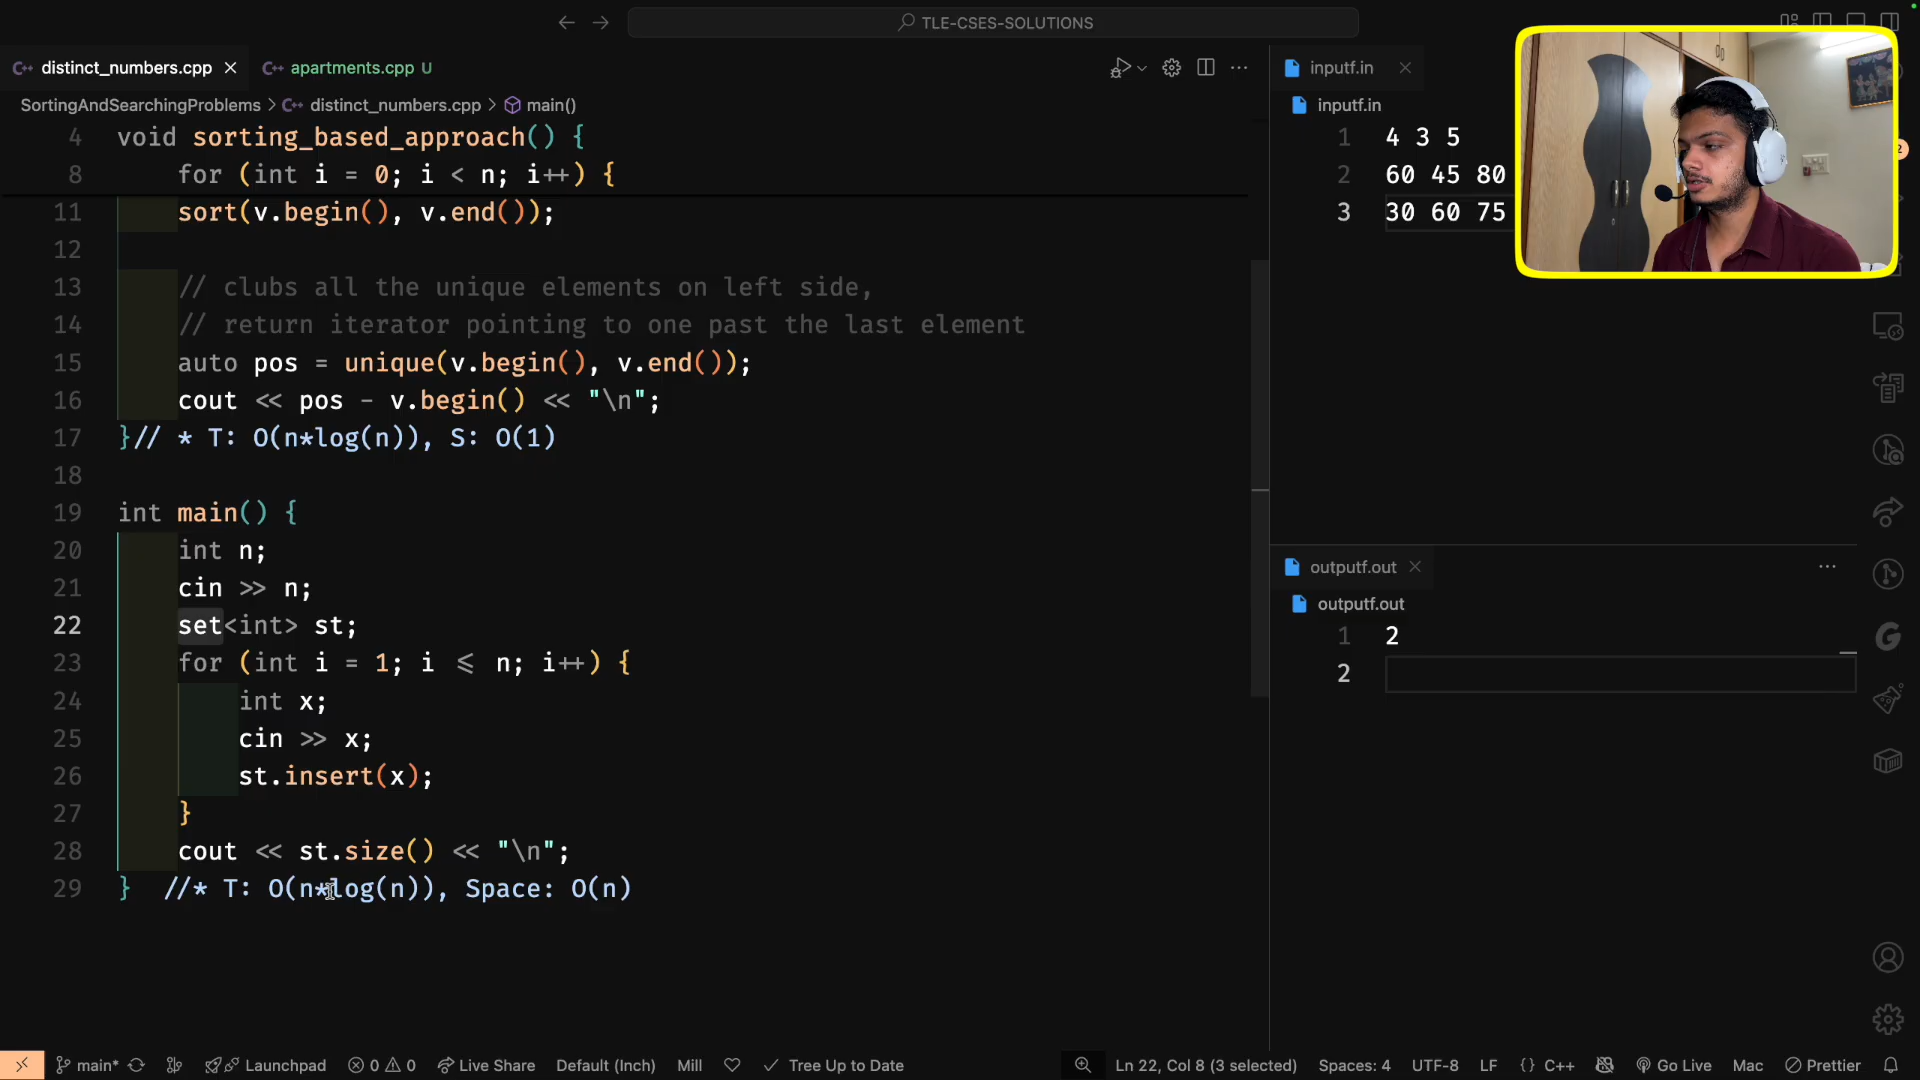 TLE-CSES-SOLUTIONS
distinct_numbers.cpp
apartments.cpp U
SortingAndSearchingProblems > distinct_numbers.cpp > main()
4 void sorting_based_approach() {
8 for (int i = 0; i < n; i++) {
11 sort(v.begin(), v.end());
12
13 // clubs all the unique elements on left side,
14 // return iterator pointing to one past the last element
15 auto pos = unique(v.begin(), v.end());
16 cout << pos - v.begin() << "\n";
17 }// * T: O(n*log(n)), S: O(1)
18
19 int main() {
20 int n;
21 cin >> n;
22 set<int> st;
23 for (int i = 1; i <= n; i++) {
24 int x;
25 cin >> x;
26 st.insert(x);
27 }
28 cout << st.size() << "\n";
29 } //* T: O(n*log(n)), Space: O(n)
inputf.in
inputf.in
1 4 3 5
2 60 45 80
3 30 60 75
outputf.out
outputf.out
1 2
2
main* 0 0 Live Share Default (Inch) Mill Tree Up to Date
Launchpad
Ln 22, Col 8 (3 selected) Spaces: 4 UTF-8 LF {} C++ Go Live Mac Prettier